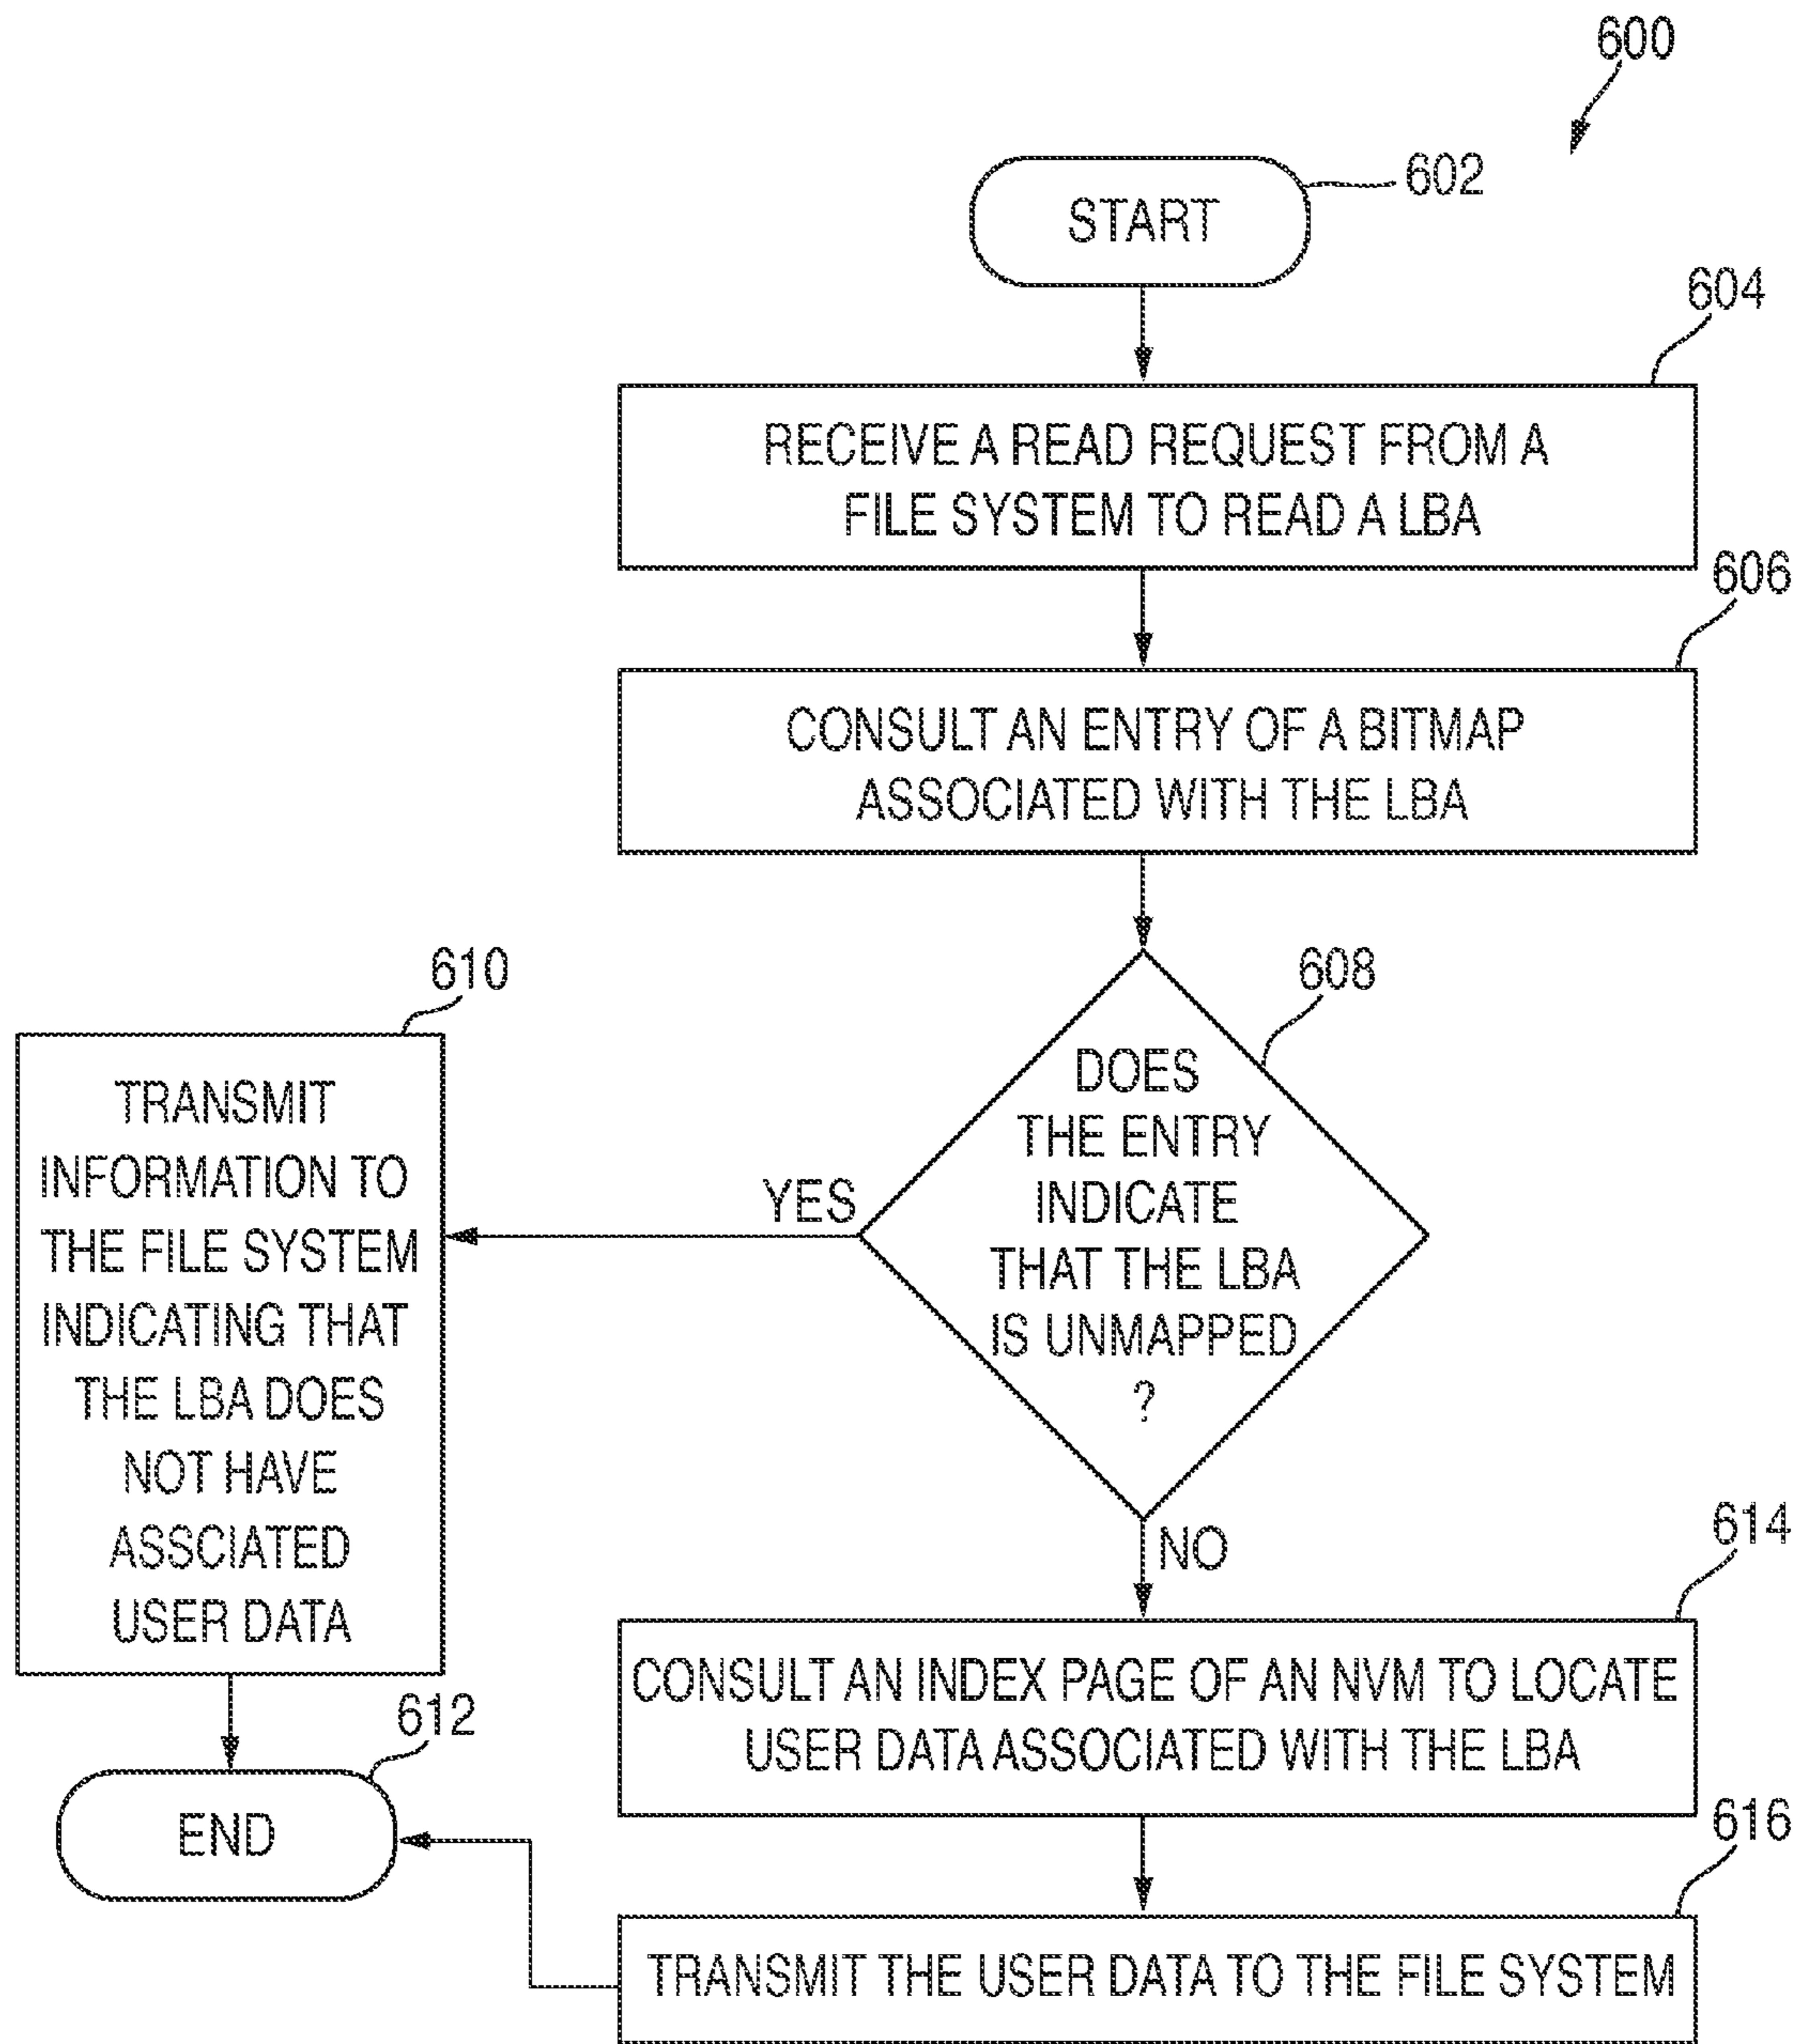 600
602
START
604
RECEIVE A READ REQUEST FROM A
FILE SYSTEM TO READ A LBA
606
CONSULT AN ENTRY OF A BITMAP
ASSOCIATED WITH THE LBA
608
DOES
THE ENTRY
INDICATE
THAT THE LBA
IS UNMAPPED
?
YES
610
TRANSMIT
INFORMATION TO
THE FILE SYSTEM
INDICATING THAT
THE LBA DOES
NOT HAVE
ASSCIATED
USER DATA
612
END
NO
614
CONSULT AN INDEX PAGE OF AN NVM TO LOCATE
USER DATA ASSOCIATED WITH THE LBA
616
TRANSMIT THE USER DATA TO THE FILE SYSTEM